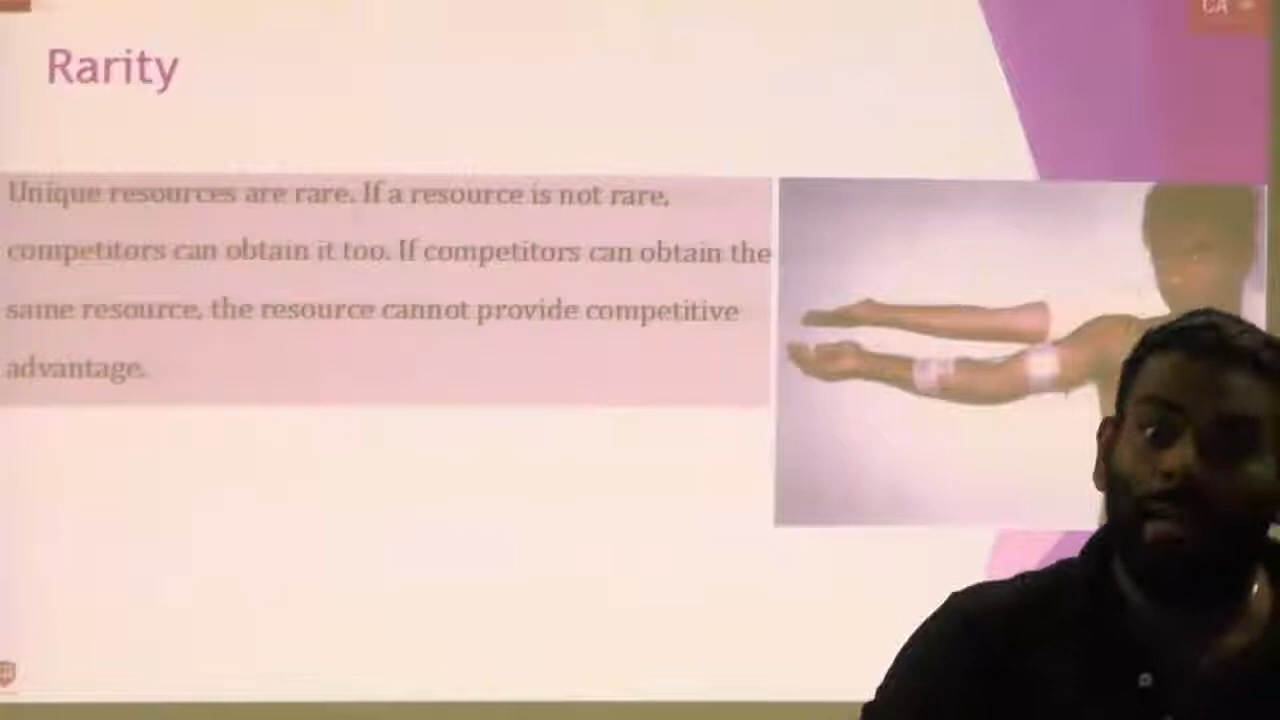 CA
Rarity
Unique resources are rare. If a resource is not rare,
competitors can obtain it too. If competitors can obtain the
same resource, the resource cannot provide competitive
advantage.